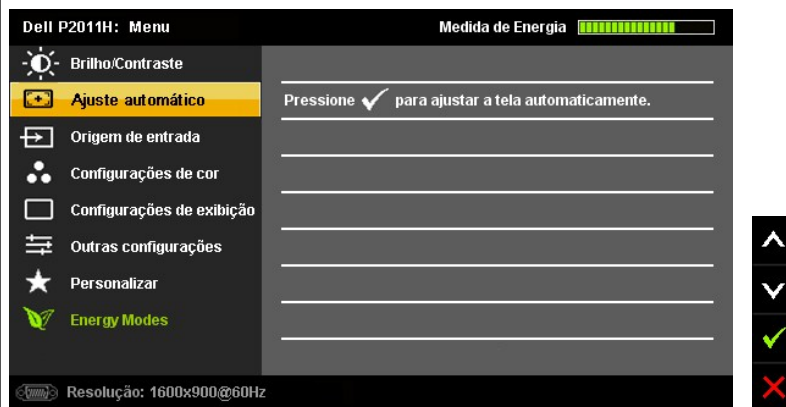 Dell P2011H: Menu
Medida de Energia
Brilho/Contraste
Ajuste automático
Pressione para ajustar a tela automaticamente.
Origem de entrada
Configurações de cor
Configurações de exibição
Outras configurações
Personalizar
Energy Modes
Resolução: 1600x900@60Hz